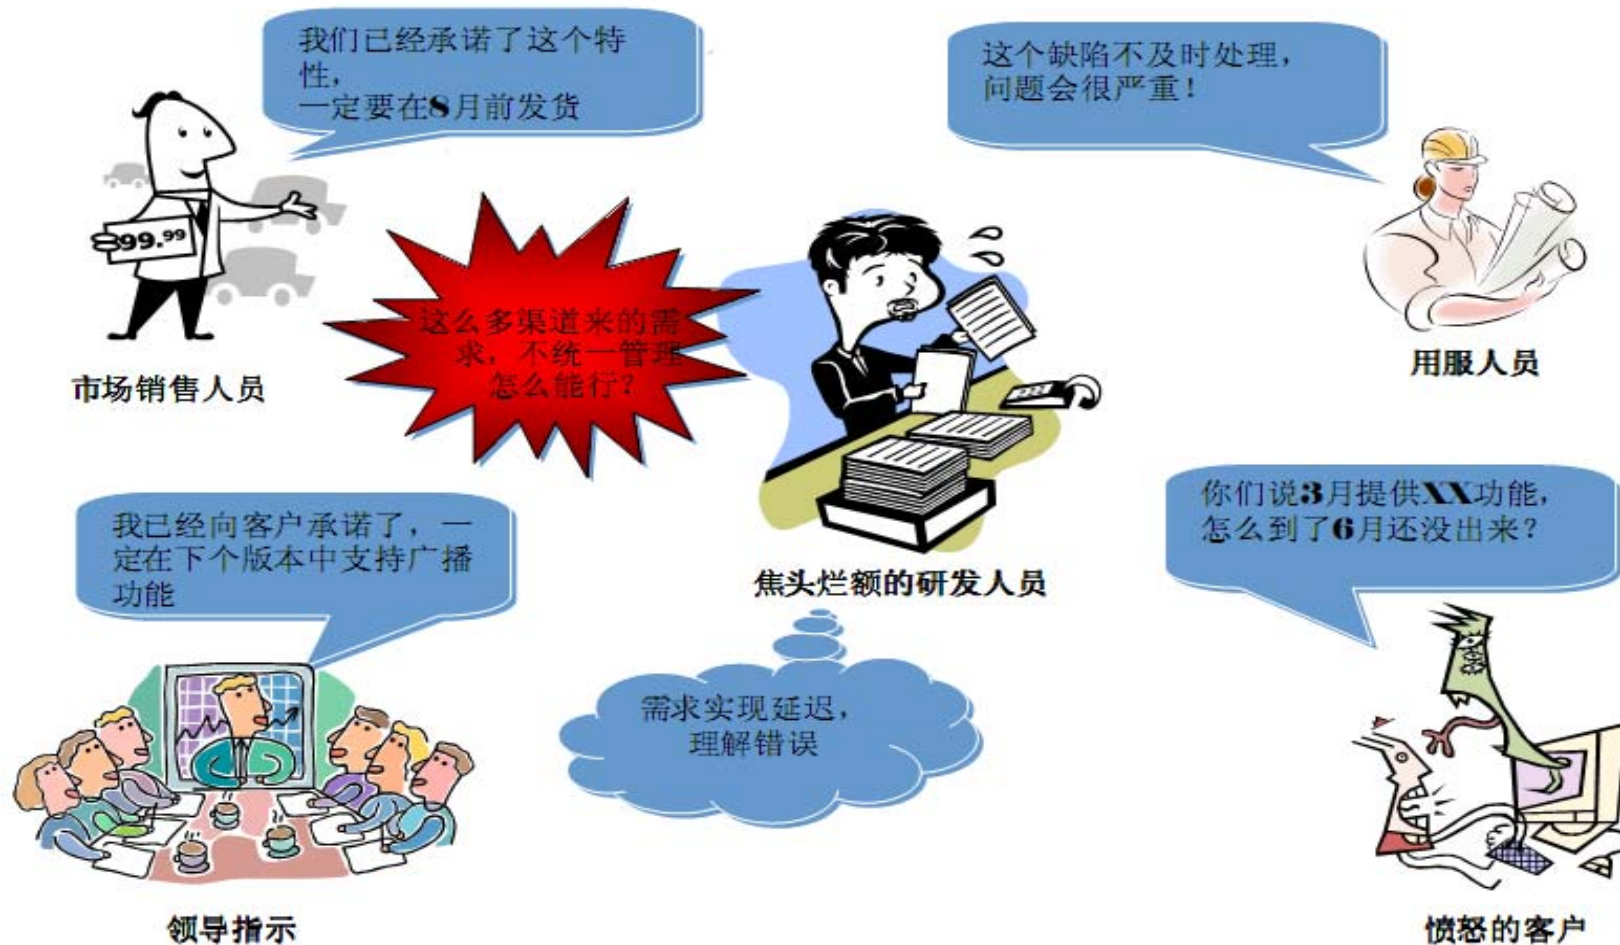 我们已经承诺了这个特
性，
一定要在8月前发货
这个缺陷不及时处理，
问题会很严重！
99.99
市场销售人员
这么多渠道来的需
求，不统一管理
怎么能行？
用服人员
我已经向客户承诺了，一
定在下个版本中支持广播
功能
焦头烂额的研发人员
你们说3月提供XX功能，
怎么到了6月还没出来？
需求实现延迟，
理解错误
领导指示
愤怒的客户